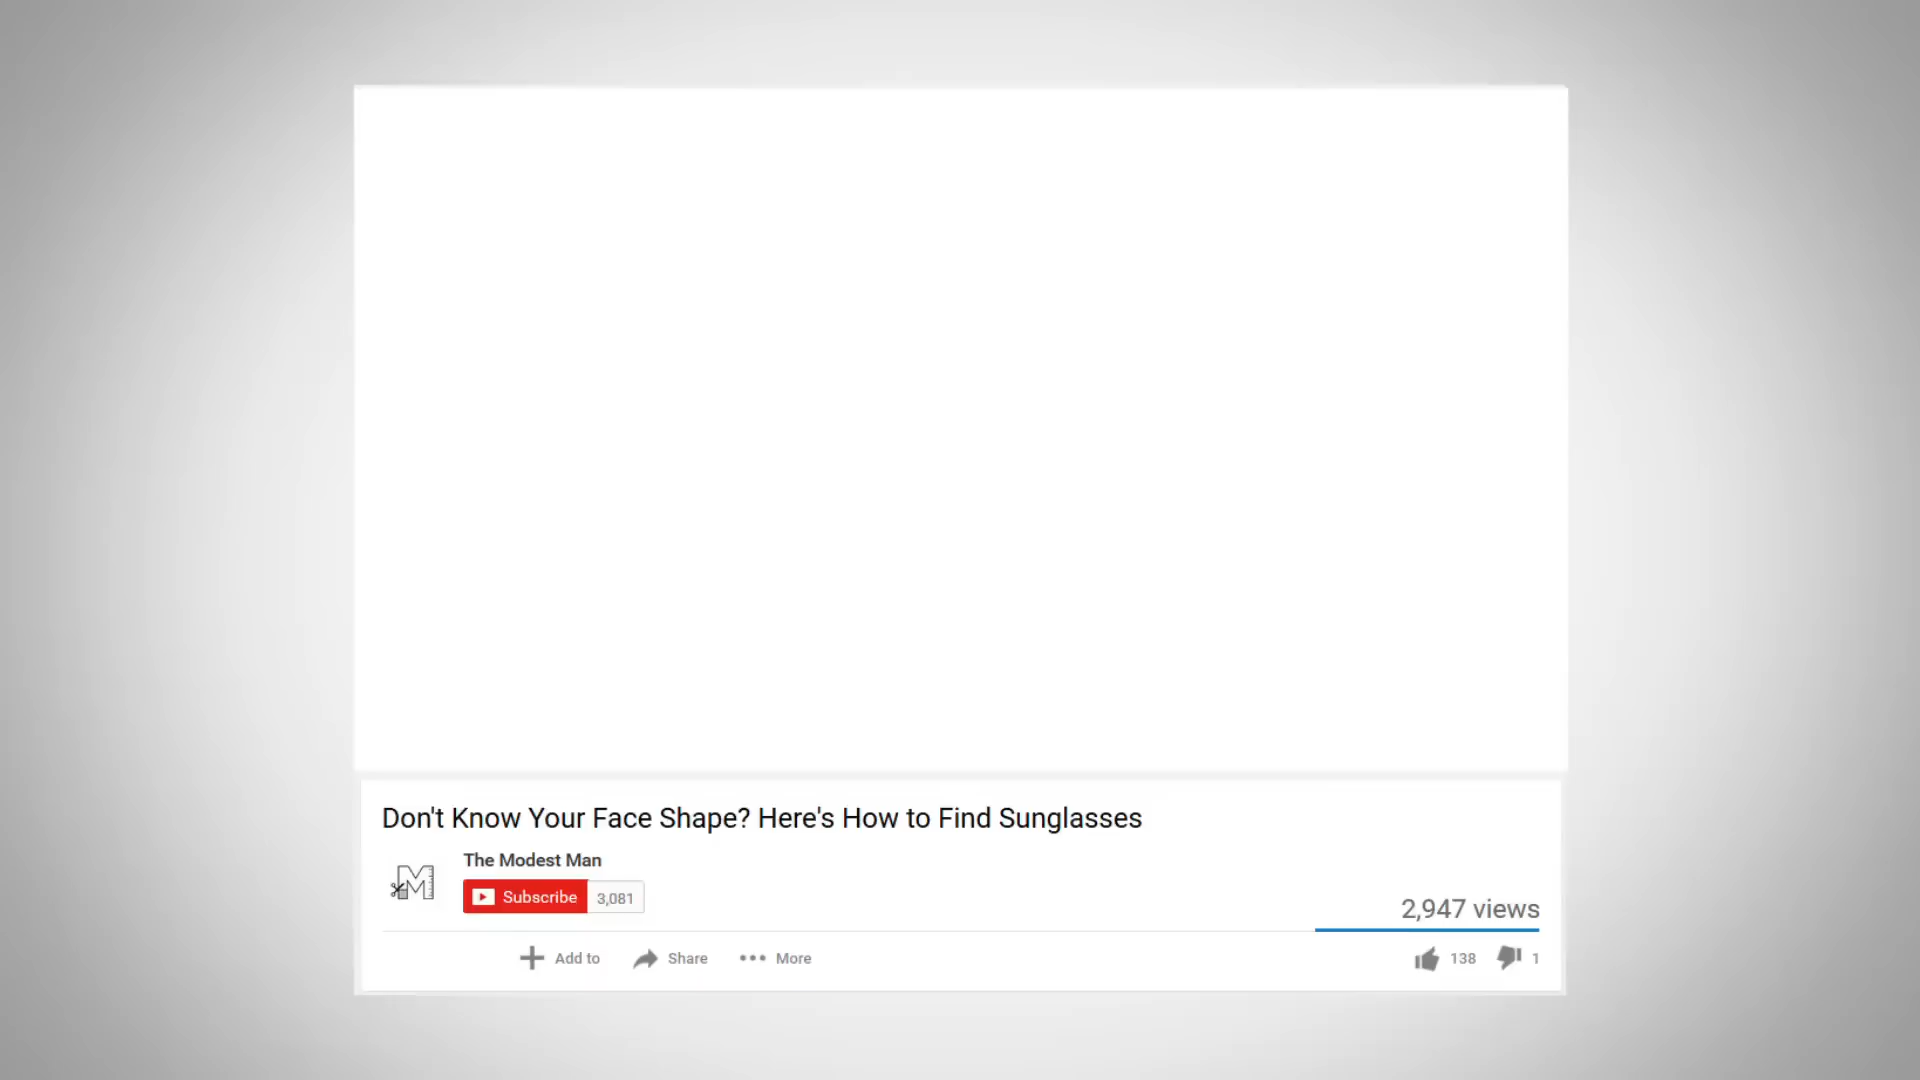 Don't Know Your Face Shape? Here's How to Find Sunglasses
The Modest Man
Subscribe 3,081
2,947 views
Add to Share More 138 1